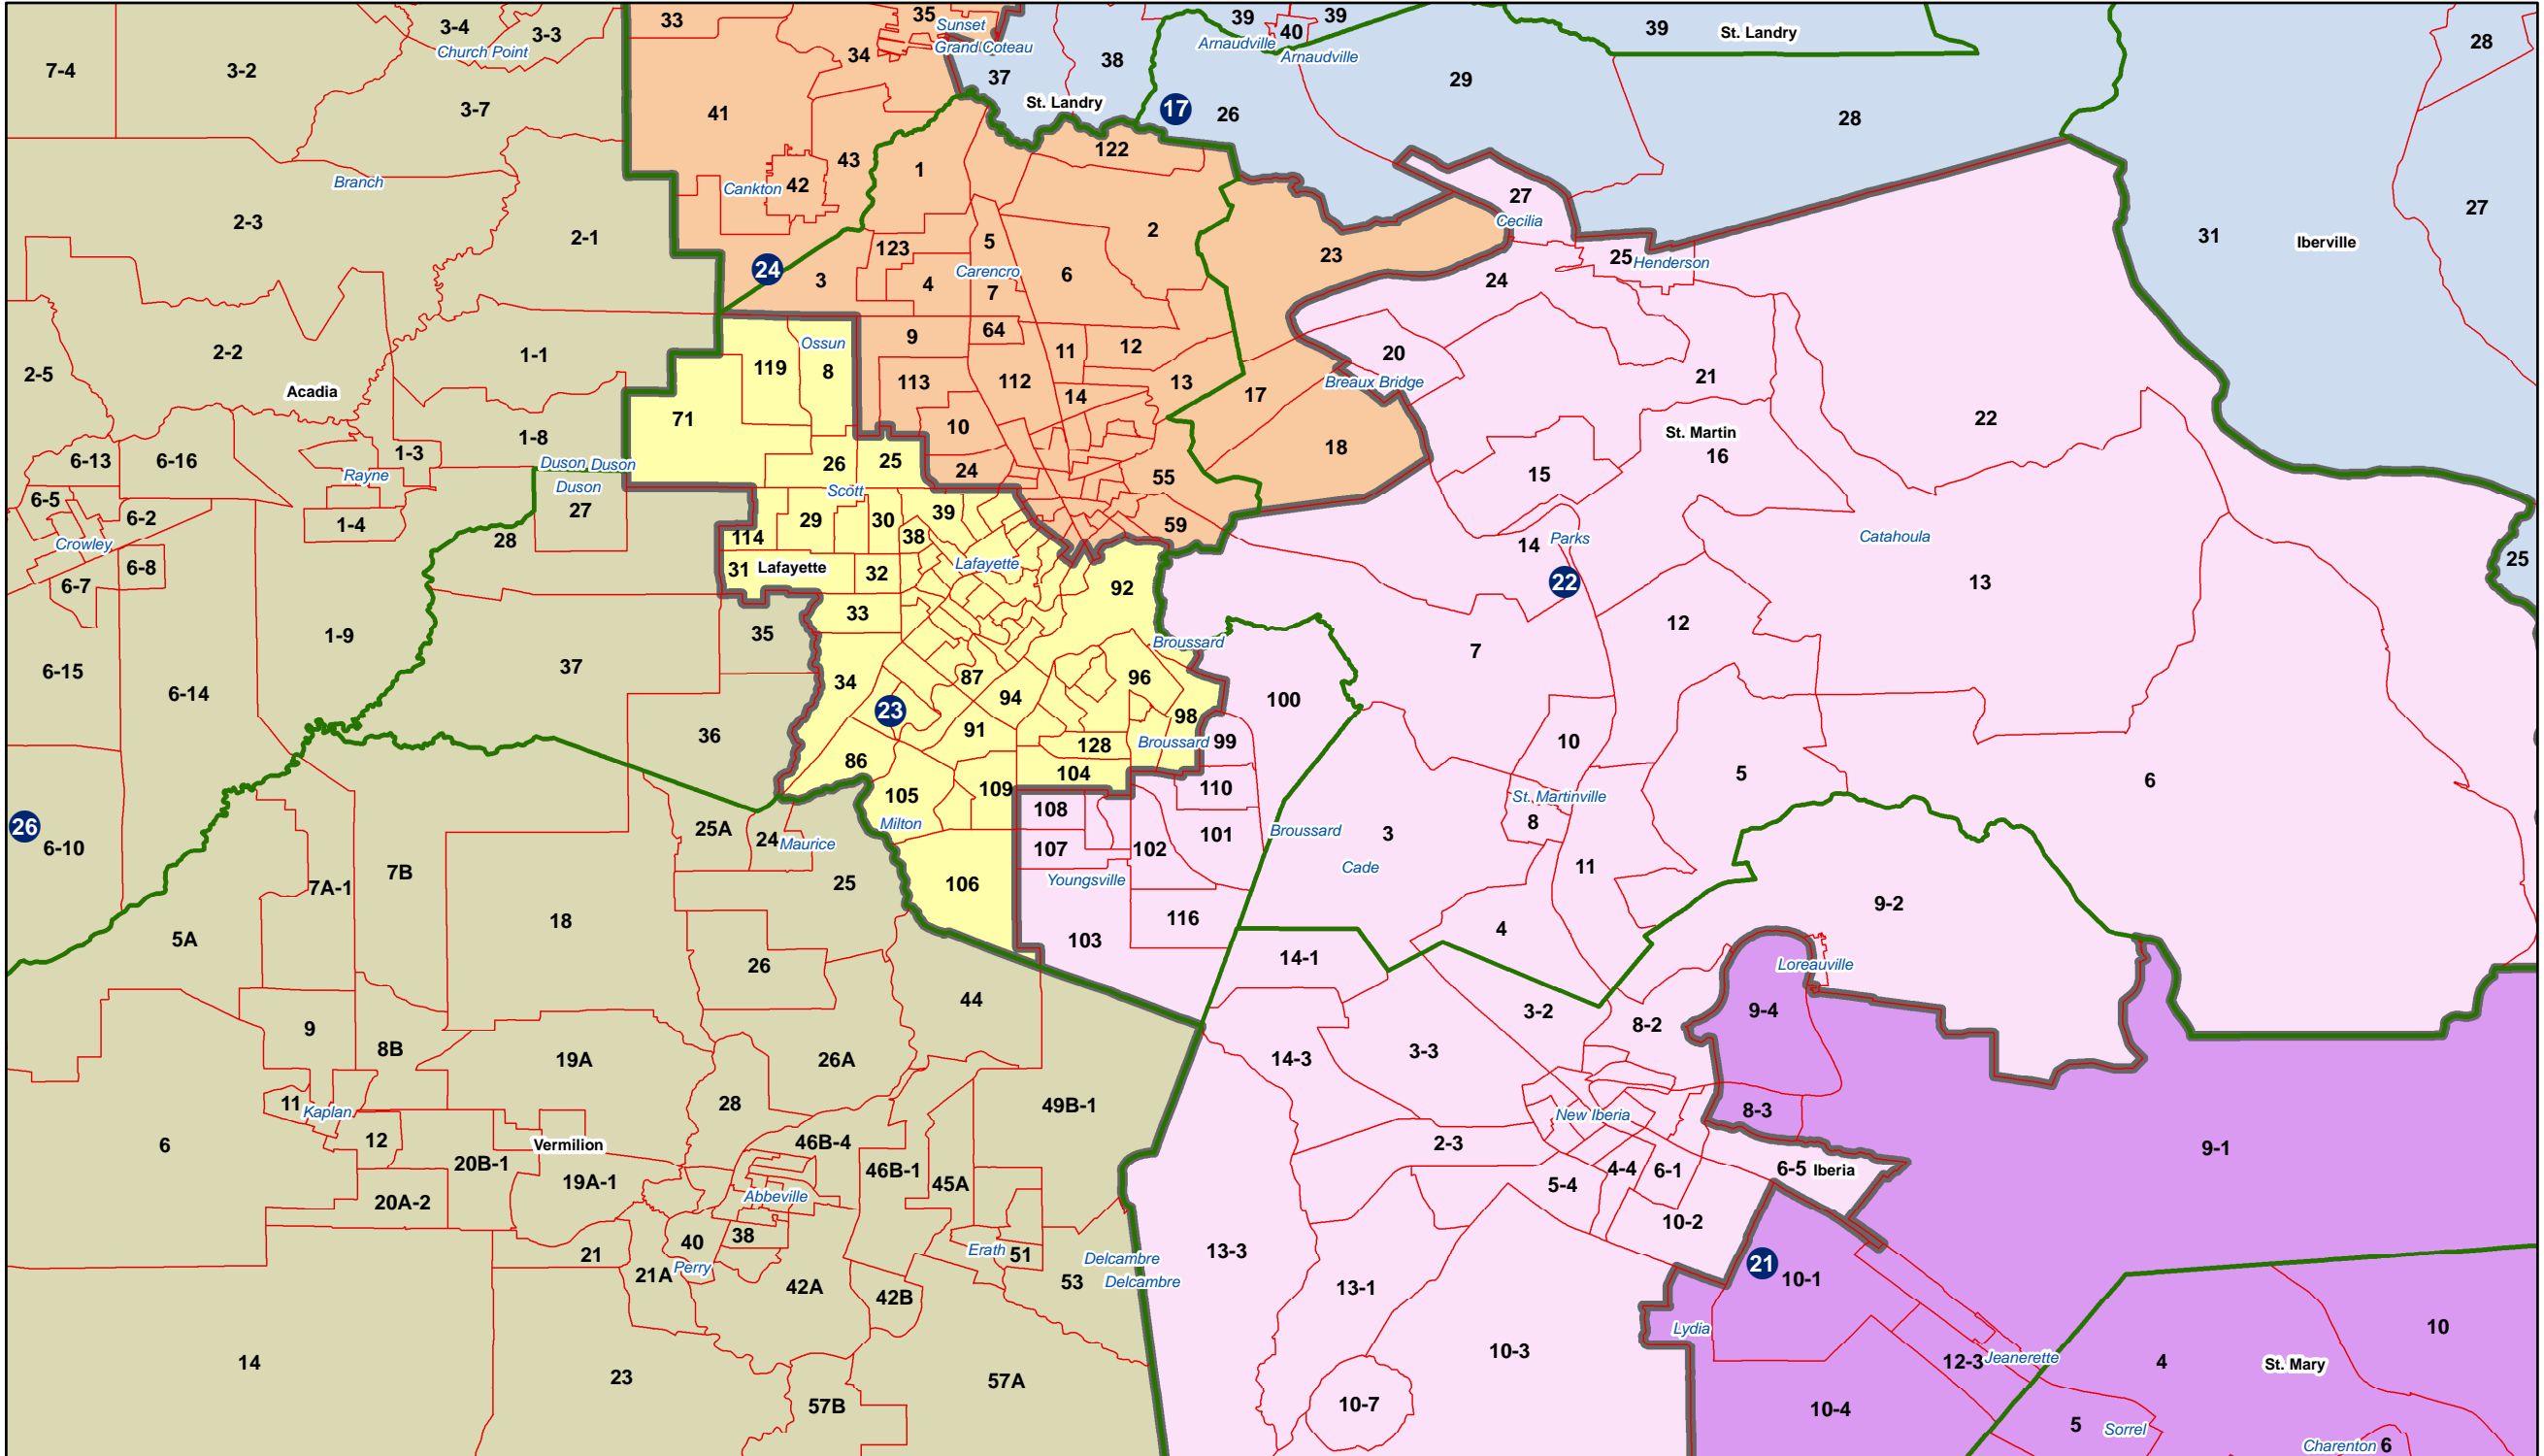 33
35
Sunset
39
39
3-4
3-3
40
39
St. Landry
28
Church Point
34
Grand Coteau
Arnaudville
Arnaudville
7-4
3-2
38
37
29
3-7
41
St. Landry
17
26
28
122
43
1
Branch
Cankton
42
27
27
2-3
2-1
Cecilia
2
31
Iberville
5
123
23
24
Carencro
6
25
Henderson
3
4
7
24
64
9
2-2
1-1
Ossun
11
12
20
119
8
2-5
113
112
13
Breaux Bridge
21
Acadia
14
17
71
10
22
1-8
St. Martin
18
6-13
6-16
1-3
16
Duson
Duson
26
25
24
Rayne
55
15
Duson
Scott
6-5
27
39
6-2
1-4
29
30
59
28
114
38
Crowley
14
Parks
Catahoula
6-8
31
Lafayette
32
Lafayette
25
6-7
92
22
13
33
1-9
35
12
Broussard
7
37
6-15
6-14
34
87
96
94
100
23
98
36
91
128
Broussard
99
10
86
104
5
6
109
110
105
108
St. Martinville
26
Milton
8
25A
24
Maurice
101
Broussard
3
6-10
107
102
7B
Youngsville
Cade
11
7A-1
25
106
9-2
18
116
4
5A
103
14-1
26
Loreauville
44
9-4
3-2
9
8-2
8B
19A
26A
14-3
3-3
11
28
49B-1
Kaplan
New Iberia
8-3
12
6
Vermilion
46B-4
2-3
9-1
20B-1
46B-1
4-4
6-1
6-5
Iberia
19A-1
45A
5-4
20A-2
Abbeville
10-2
38
40
13-3
21
Erath
51
Delcambre
21
Perry
21A
53
Delcambre
10-1
42A
13-1
42B
Lydia
10
10-3
14
12-3
Jeanerette
4
St. Mary
23
57A
57B
10-7
10-4
5
Sorrel
Charenton
6